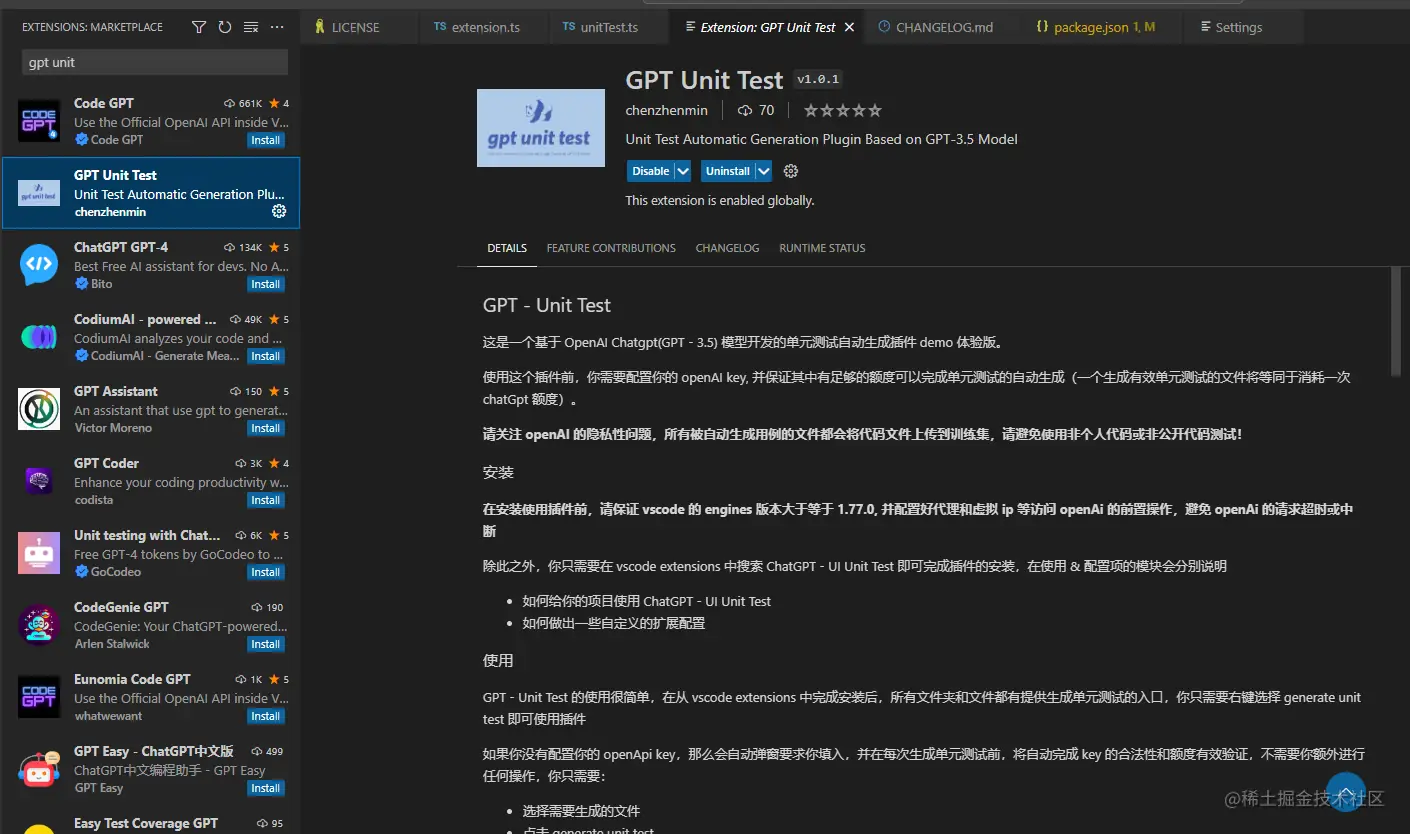 EXTENSIONS: MARKETPLACE
gpt unit
Code GPT 661K 4
Use the Official OpenAI API inside V...
Code GPT Install
GPT Unit Test
Unit Test Automatic Generation Plu...
chenzhenmin
ChatGPT GPT-4 134K 5
Best Free AI assistant for devs. No A...
Bito Install
CodiumAI - powered ... 49K 5
CodiumAI analyzes your code and ...
CodiumAI - Generate Mea... Install
GPT Assistant 150 5
An assistant that use gpt to generat...
Victor Moreno Install
GPT Coder 3K 4
Enhance your coding productivity w...
codista Install
Unit testing with Chat... 6K 5
Free GPT-4 tokens by GoCodeo to ...
GoCodeo Install
CodeGenie GPT 190
CodeGenie: Your ChatGPT-powered...
Arlen Stalwick Install
Eunomia Code GPT 1K 5
Use the Official OpenAI API inside V...
whatwewant Install
GPT Easy - ChatGPT中文版 499
ChatGPT中文编程助手 - GPT Easy
GPT Easy Install
Easy Test Coverage GPT 95
LICENSE TS extension.ts TS unitTest.ts Extension: GPT Unit Test CHANGELOG.md {} package.json 1, M Settings
gpt unit test
GPT Unit Test v1.0.1
chenzhenmin 70
Unit Test Automatic Generation Plugin Based on GPT-3.5 Model
Disable Uninstall
This extension is enabled globally.
DETAILS FEATURE CONTRIBUTIONS CHANGELOG RUNTIME STATUS
GPT - Unit Test
这是一个基于 OpenAI Chatgpt(GPT - 3.5) 模型开发的单元测试自动生成插件 demo 体验版。
使用这个插件前，你需要配置你的 openAI key, 并保证其中有足够的额度可以完成单元测试的自动生成（一个生成有效单元测试的文件将等同于消耗一次
chatGpt 额度）。
请关注 openAI 的隐私性问题，所有被自动生成用例的文件都会将代码文件上传到训练集，请避免使用非个人代码或非公开代码测试！
安装
在安装使用插件前，请保证 vscode 的 engines 版本大于等于 1.77.0, 并配置好代理和虚拟 ip 等访问 openAi 的前置操作，避免 openAi 的请求超时或中
断
除此之外，你只需要在 vscode extensions 中搜索 ChatGPT - UI Unit Test 即可完成插件的安装，在使用 & 配置项的模块会分别说明
• 如何给你的项目使用 ChatGPT - UI Unit Test
• 如何做出一些自定义的扩展配置
使用
GPT - Unit Test 的使用很简单，在从 vscode extensions 中完成安装后，所有文件夹和文件都有提供生成单元测试的入口，你只需要右键选择 generate unit
test 即可使用插件
如果你没有配置你的 openApi key，那么会自动弹窗要求你填入，并在每次生成单元测试前，将自动完成 key 的合法性和额度有效验证，不需要你额外进行
任何操作，你只需要：
• 选择需要生成的文件
• 点击 generate unit test
@稀土掘金技术社区